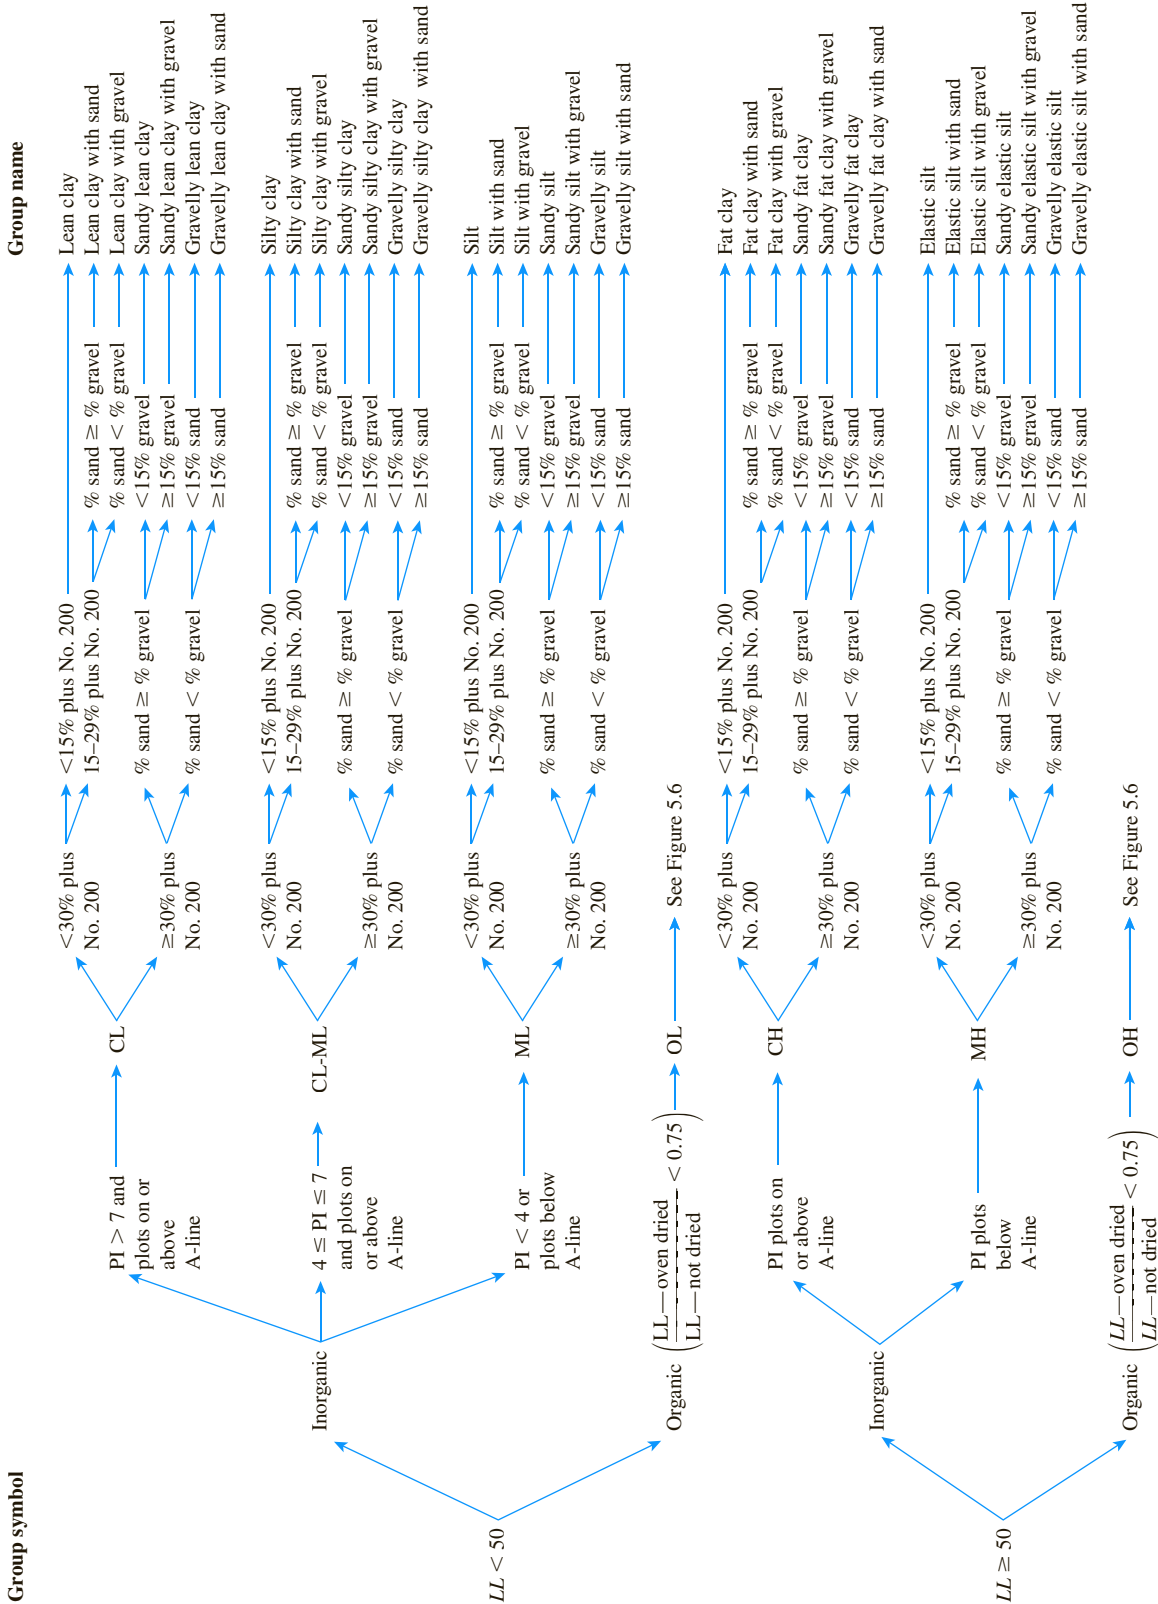 Group symbol
Group name
LL < 50
Inorganic
PI > 7 and
plots on or
above
A-line
CL
<30% plus
No. 200
<15% plus No. 200
Lean clay
15–29% plus No. 200
% sand ≥ % gravel
Lean clay with sand
% sand < % gravel
Lean clay with gravel
≥30% plus
No. 200
% sand ≥ % gravel
<15% gravel
Sandy lean clay
≥15% gravel
Sandy lean clay with gravel
% sand < % gravel
<15% sand
Gravelly lean clay
≥15% sand
Gravelly lean clay with sand
4 ≤ PI ≤ 7
and plots on
or above
A-line
CL-ML
<30% plus
No. 200
<15% plus No. 200
Silty clay
15–29% plus No. 200
% sand ≥ % gravel
Silty clay with sand
% sand < % gravel
Silty clay with gravel
≥30% plus
No. 200
% sand ≥ % gravel
<15% gravel
Sandy silty clay
≥15% gravel
Sandy silty clay with gravel
% sand < % gravel
<15% sand
Gravelly silty clay
≥15% sand
Gravelly silty clay with sand
PI < 4 or
plots below
A-line
ML
<30% plus
No. 200
<15% plus No. 200
Silt
15–29% plus No. 200
% sand ≥ % gravel
Silt with sand
% sand < % gravel
Silt with gravel
≥30% plus
No. 200
% sand ≥ % gravel
<15% gravel
Sandy silt
≥15% gravel
Sandy silt with gravel
% sand < % gravel
<15% sand
Gravelly silt
≥15% sand
Gravelly silt with sand
Organic
(LL—oven dried
LL—not dried
< 0.75)
OL
See Figure 5.6
LL ≥ 50
Inorganic
PI plots on
or above
A-line
CH
<30% plus
No. 200
<15% plus No. 200
Fat clay
15–29% plus No. 200
% sand ≥ % gravel
Fat clay with sand
% sand < % gravel
Fat clay with gravel
≥30% plus
No. 200
% sand ≥ % gravel
<15% gravel
Sandy fat clay
≥15% gravel
Sandy fat clay with gravel
% sand < % gravel
<15% sand
Gravelly fat clay
≥15% sand
Gravelly fat clay with sand
PI plots
below
A-line
MH
<30% plus
No. 200
<15% plus No. 200
Elastic silt
15–29% plus No. 200
% sand ≥ % gravel
Elastic silt with sand
% sand < % gravel
Elastic silt with gravel
≥30% plus
No. 200
% sand ≥ % gravel
<15% gravel
Sandy elastic silt
≥15% gravel
Sandy elastic silt with gravel
% sand < % gravel
<15% sand
Gravelly elastic silt
≥15% sand
Gravelly elastic silt with sand
Organic
(LL—oven dried
LL—not dried
< 0.75)
OH
See Figure 5.6